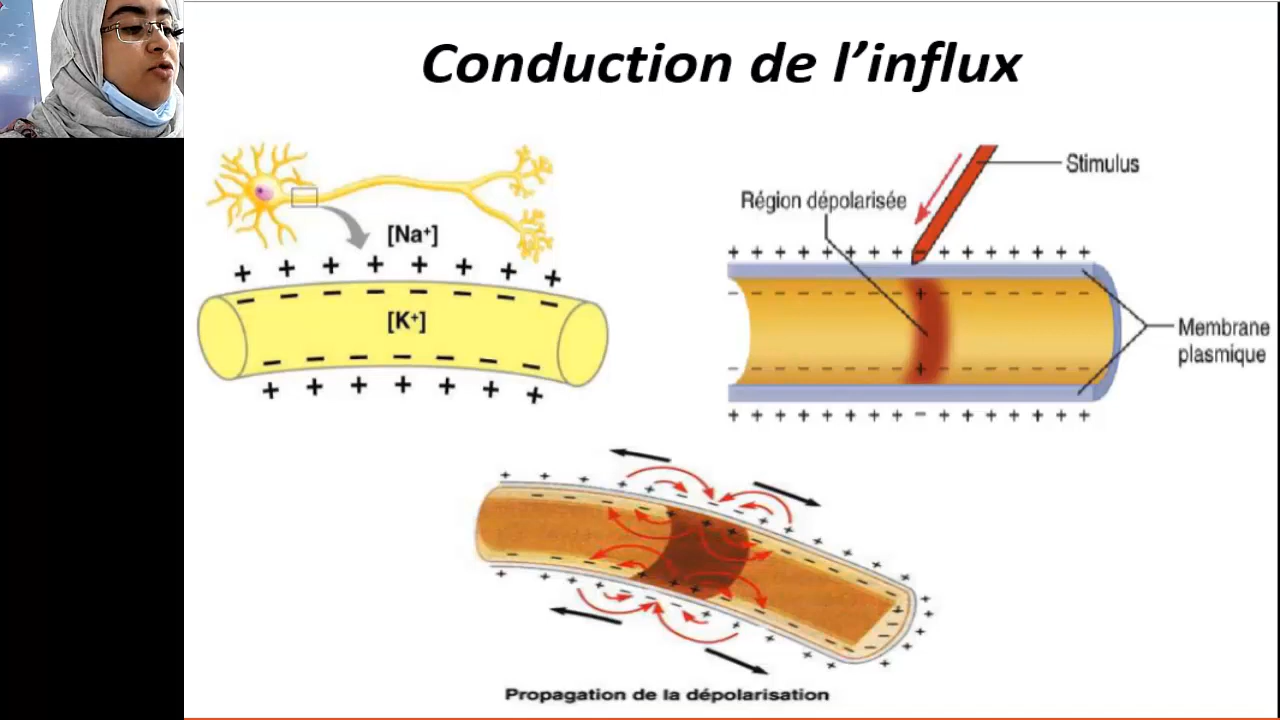 Conduction de l’influx
[Na⁺]
[K⁺]
Stimulus
Région dépolarisée
Membrane
plasmique
Propagation de la dépolarisation